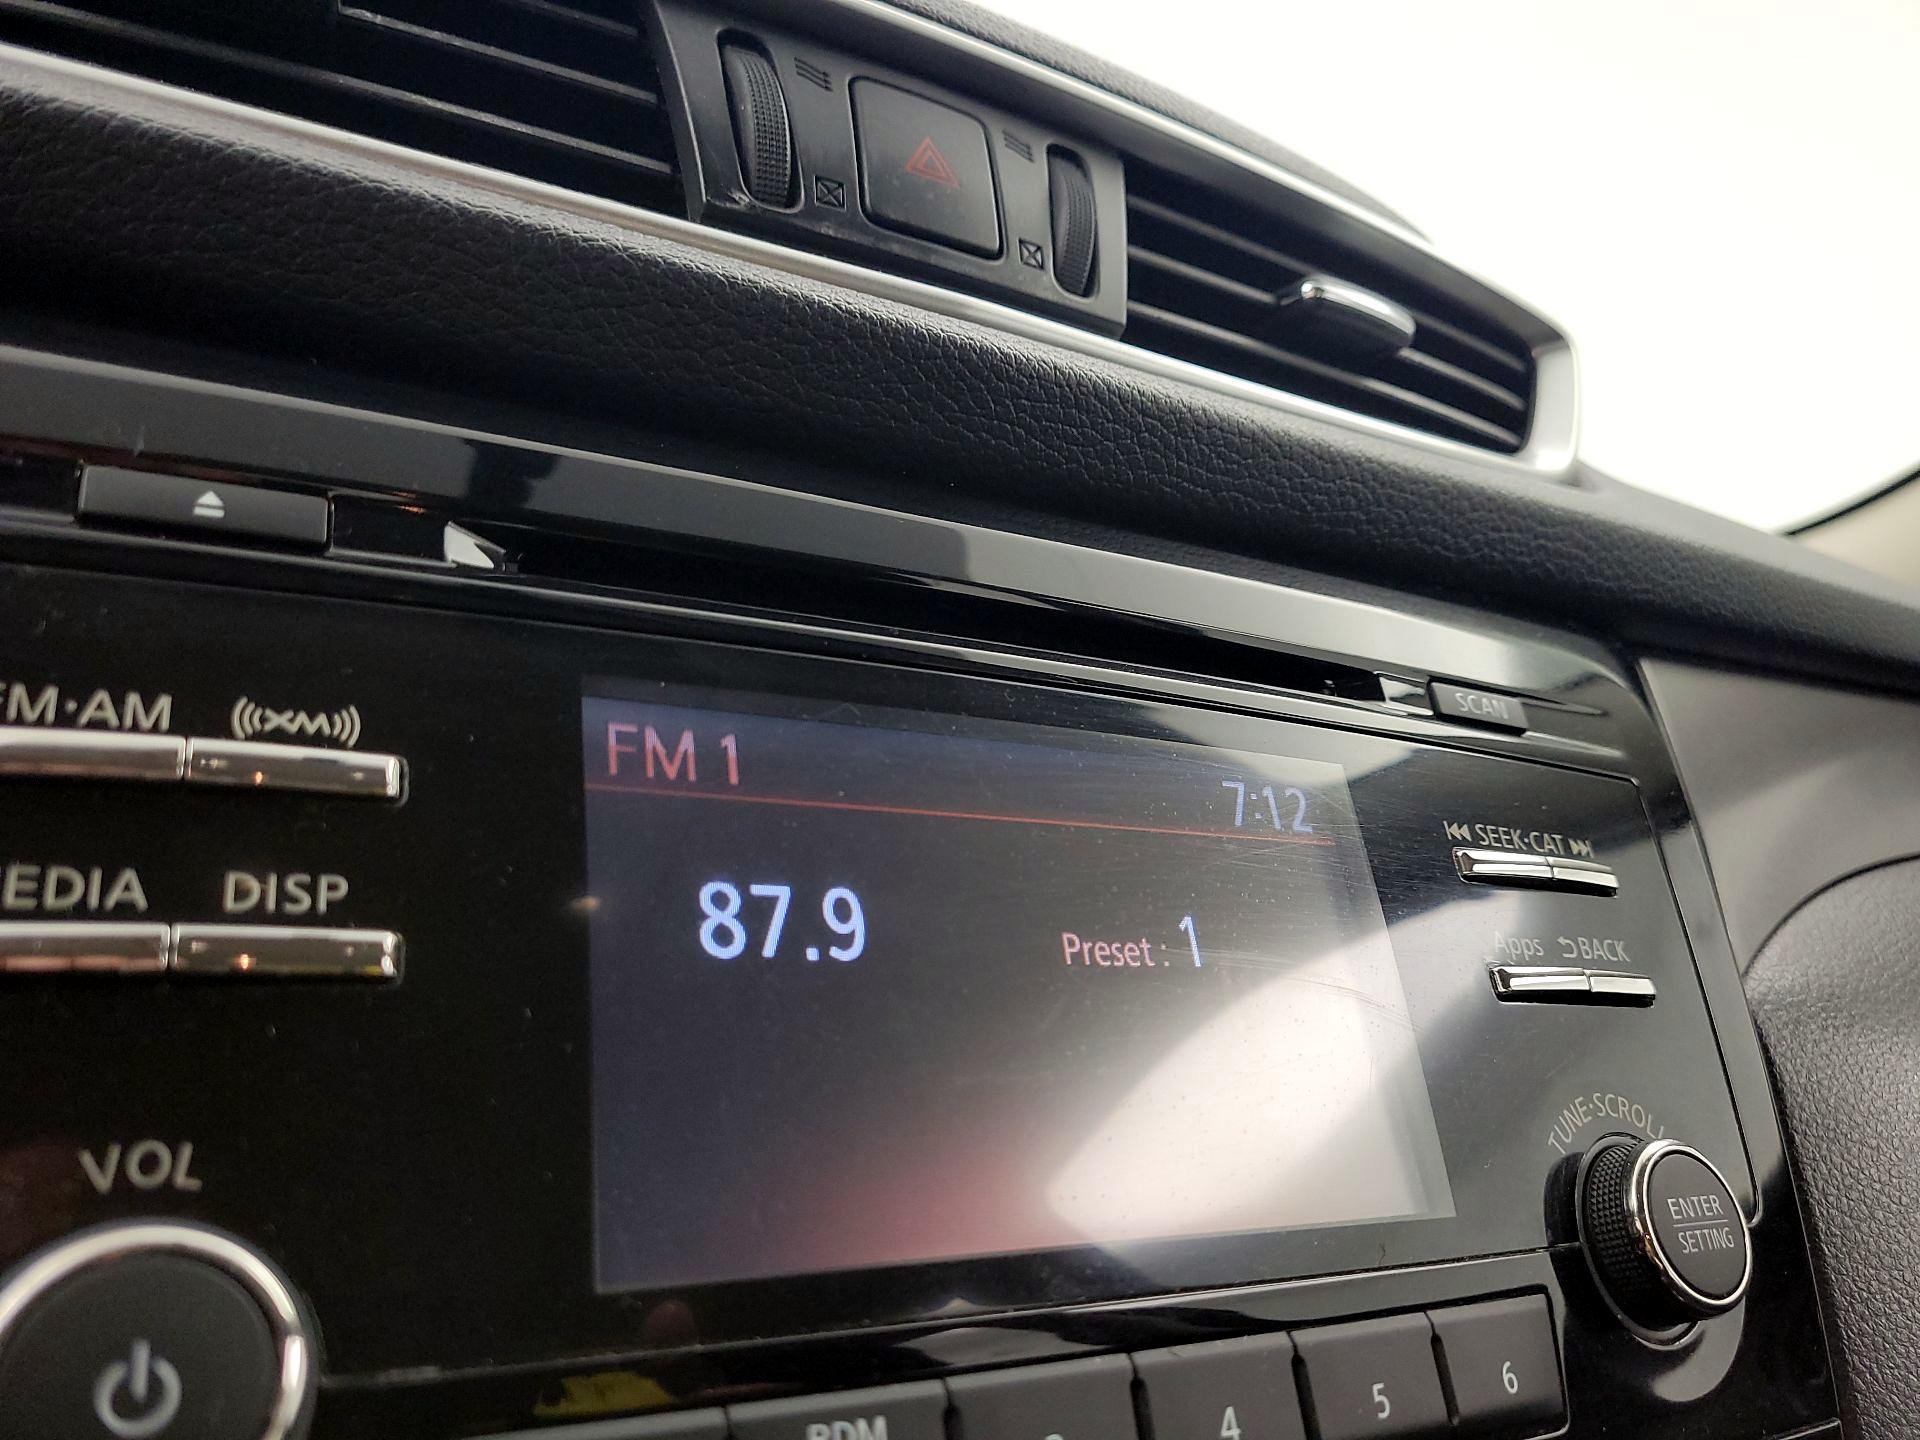 SCAN
FM·AM
(((XM)))
FM 1
7:12
SEEK·CAT
EDIA
DISP
87.9
Preset : 1
Apps
BACK
VOL
TUNE·SCROLL
ENTER
SETTING
RDM
4
5
6